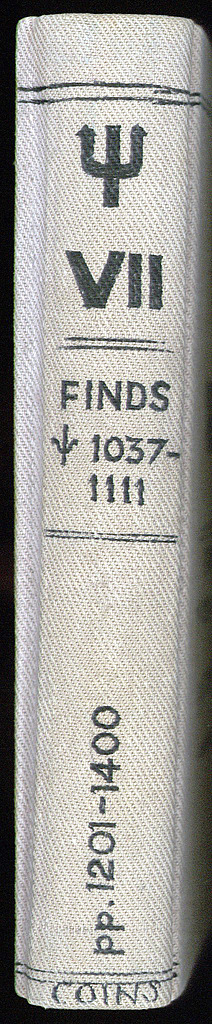 Ψ
VII
FINDS
Ψ 1037-
1111
pp. 1201-1400
COINS